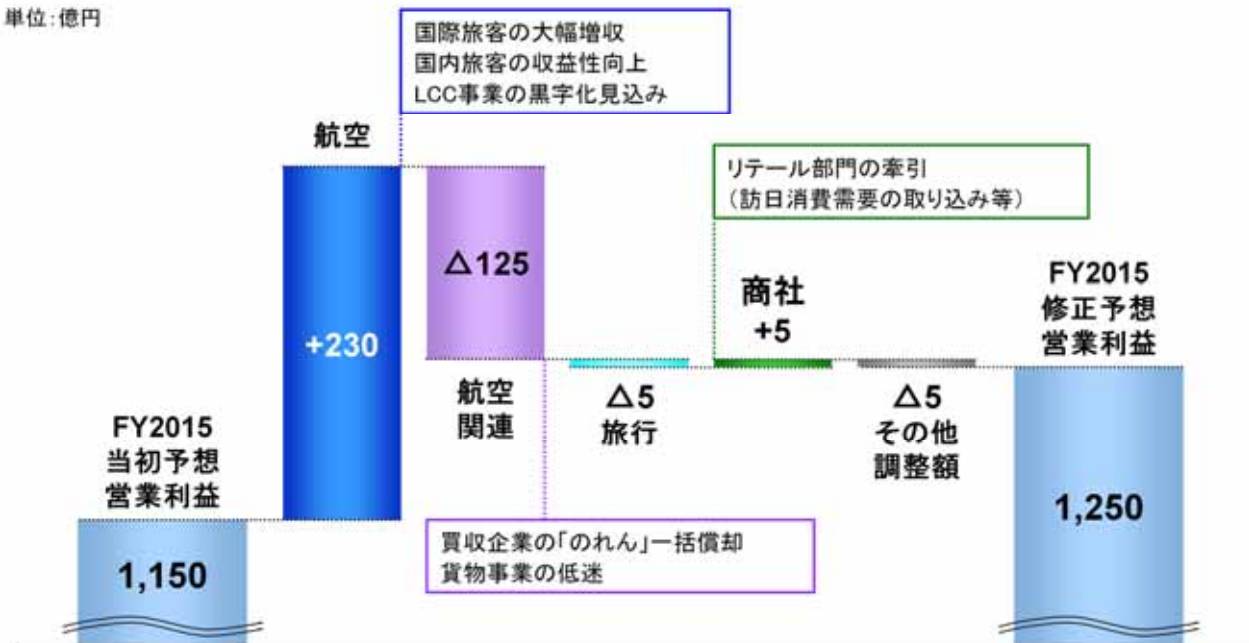 単位:億円
国際旅客の大幅増収
国内旅客の収益性向上
LCC事業の黒字化見込み
航空
リテール部門の牽引
(訪日消費需要の取り込み等)
△125
+230
商社
+5
FY2015
修正予想
営業利益
航空
関連
△5
旅行
△5
その他
調整額
FY2015
当初予想
営業利益
1,250
買収企業の「のれん」一括償却
貨物事業の低迷
1,150